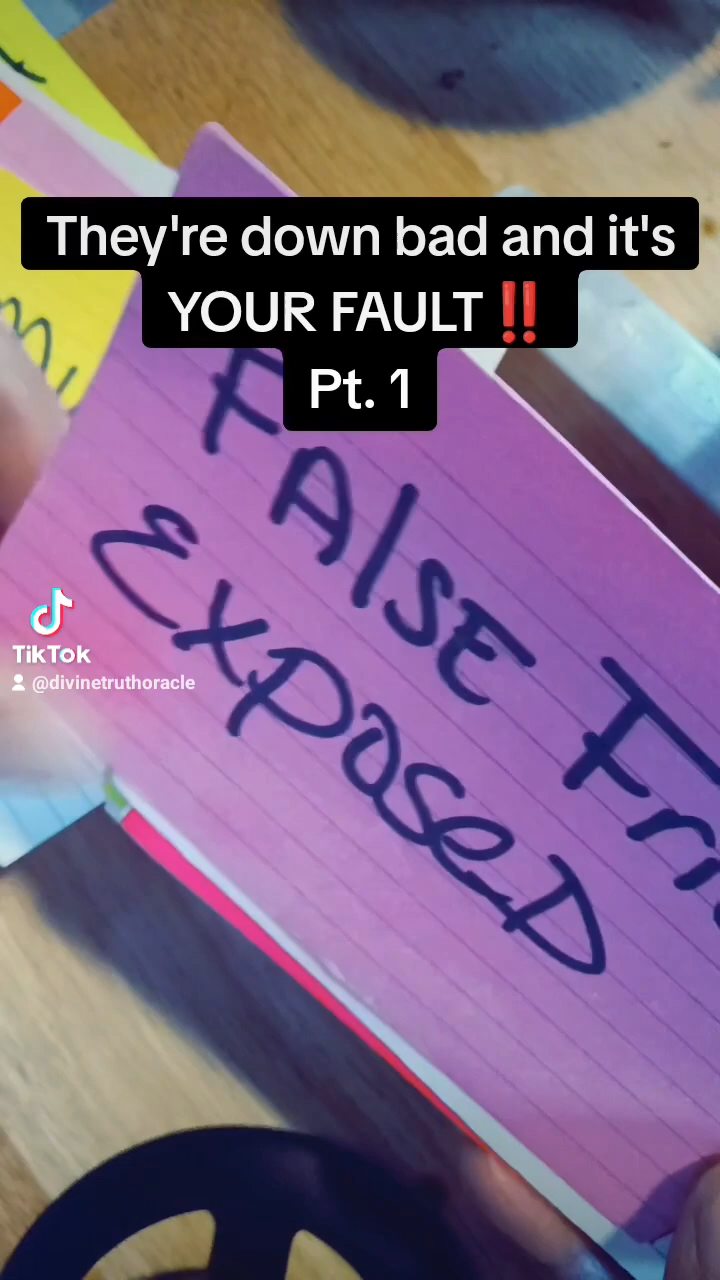 They're down bad and it's
YOUR FAULT‼️
Pt. 1
FAlsE Fri
ExposeD
TikTok
@divinetruthoracle